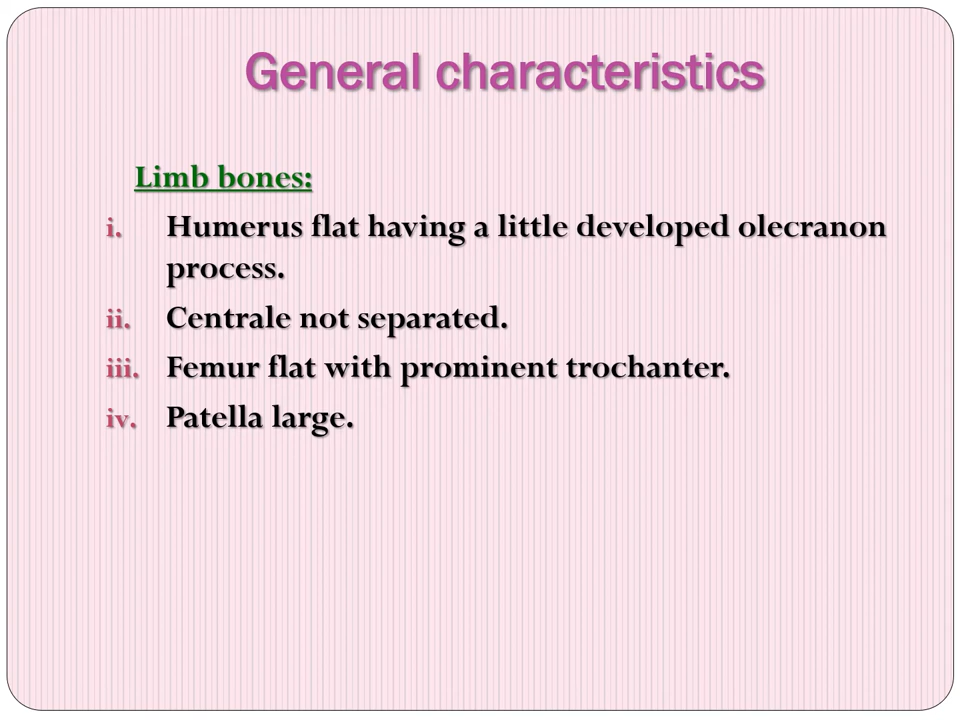 General characteristics
Limb bones:
i. Humerus flat having a little developed olecranon
process.
ii. Centrale not separated.
iii. Femur flat with prominent trochanter.
iv. Patella large.